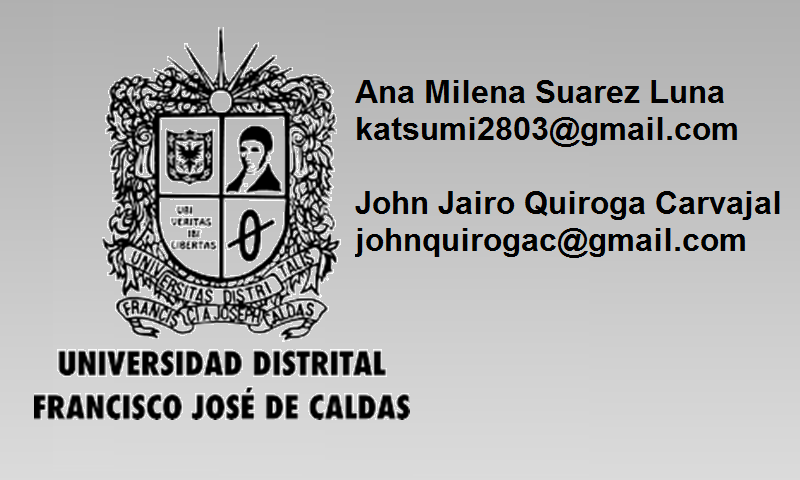 Ana Milena Suarez Luna
katsumi2803@gmail.com
John Jairo Quiroga Carvajal
johnquirogac@gmail.com
UBI
VERITAS
IBI
LIBERTAS
UNIVERSITAS DISTRITALIS
FRANCISCI A JOSEPH CALDAS
UNIVERSIDAD DISTRITAL
FRANCISCO JOSÉ DE CALDAS